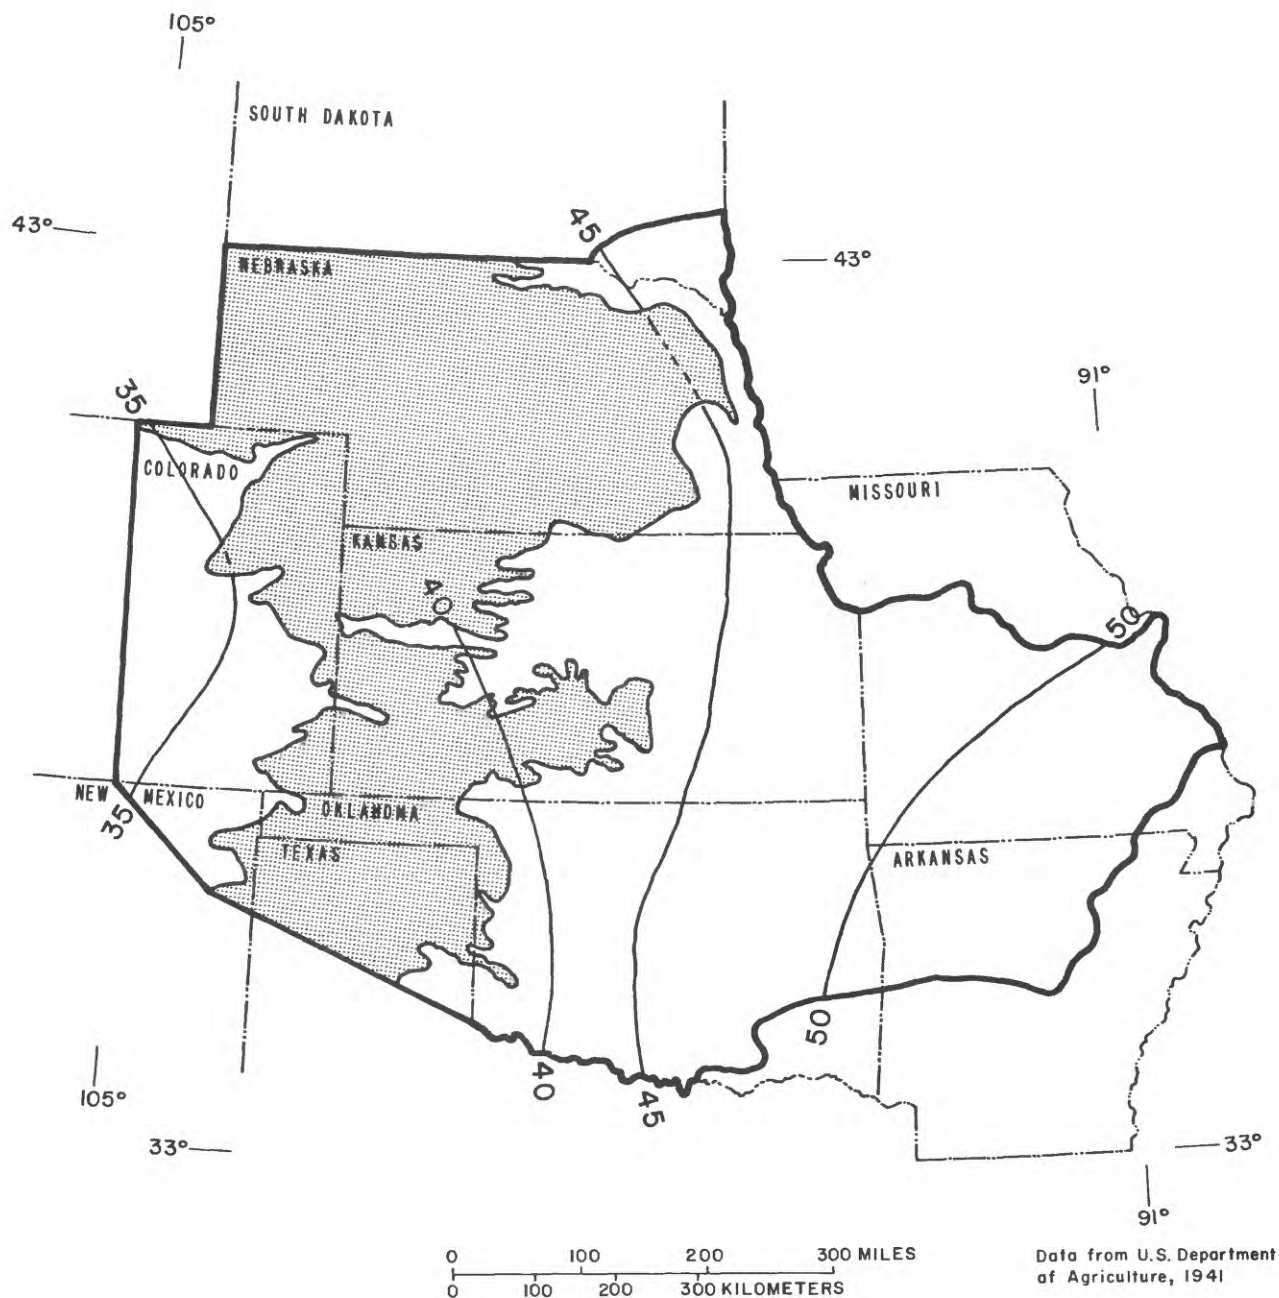 105°
SOUTH DAKOTA
43°
45
43°
NEBRASKA
91°
35
COLORADO
MISSOURI
KANSAS
40
50
NEW MEXICO
OKLAHOMA
35
TEXAS
ARKANSAS
50
40
45
105°
33°
33°
91°
0 100 200 300 MILES
0 100 200 300 KILOMETERS
Data from U.S. Department
of Agriculture, 1941